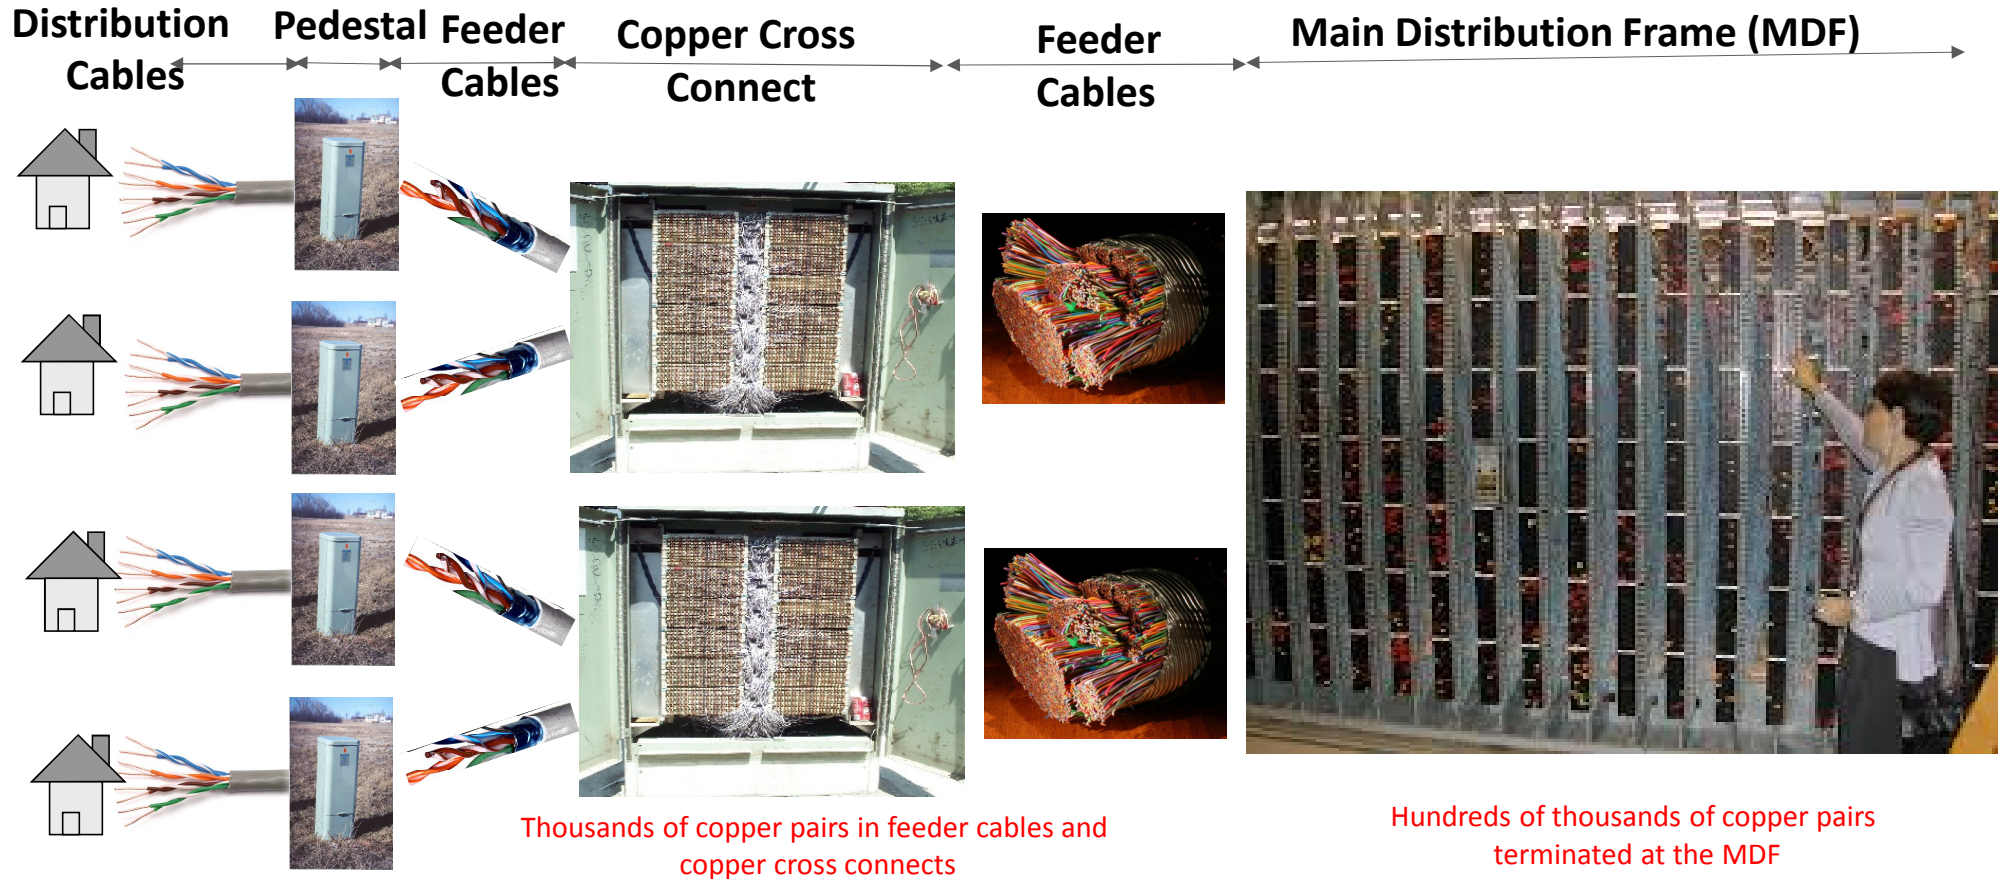 Distribution
Cables
Pedestal
Feeder
Cables
Copper Cross
Connect
Feeder
Cables
Main Distribution Frame (MDF)
Thousands of copper pairs in feeder cables and
copper cross connects
Hundreds of thousands of copper pairs
terminated at the MDF